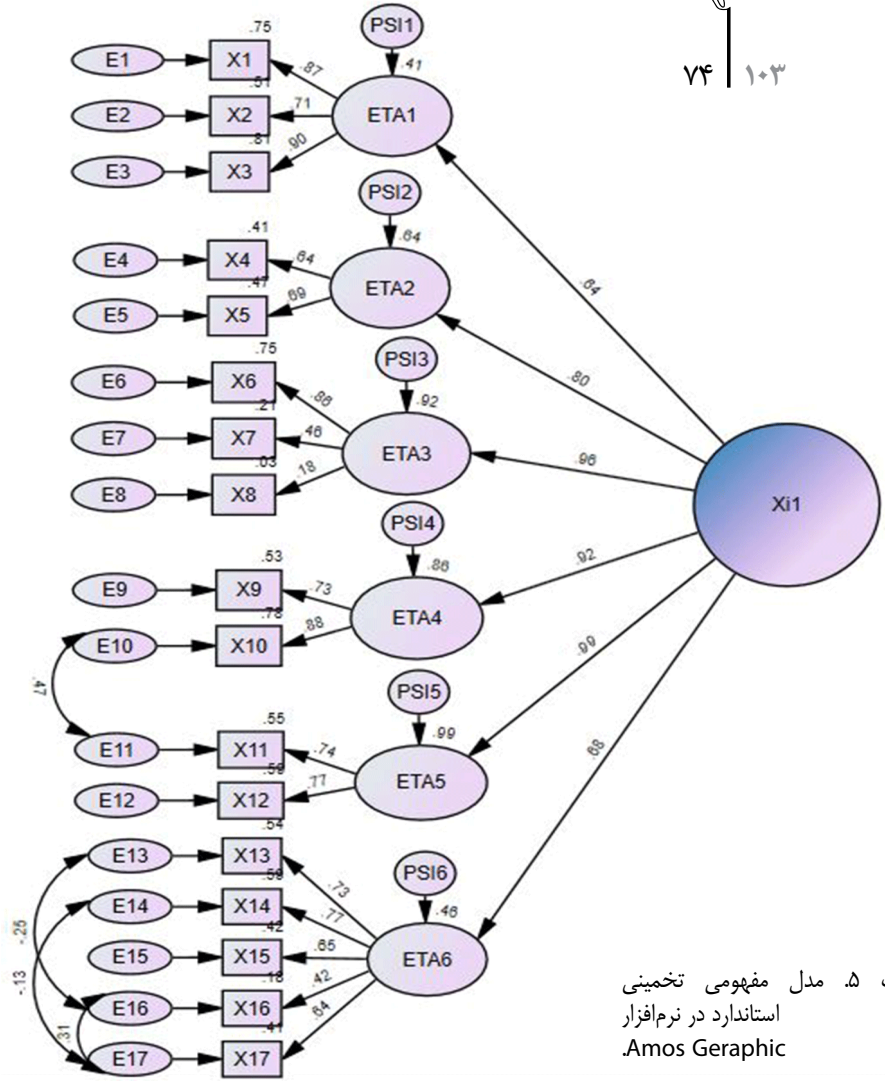 ۷۴ ۱۰۳
.75 PSI1
E1 X1 .87 .41
.51 ETA1
E2 X2 .71
.81
E3 X3 .90
PSI2
.41 .64
E4 X4 .64
.47 ETA2
E5 X5 .69
.64
.80
.75 PSI3
E6 X6 .86 .92
.21
E7 X7 .46 ETA3 .96
.03
E8 X8 .18
Xi1
PSI4
.53 .86 .92
E9 X9 .73
.78 ETA4
E10 X10 .88
.47 .99
PSI5
.55 .99
E11 X11 .74
.59 ETA5 .68
E12 X12 .77
.54
E13 X13 .73 PSI6
.59 .46
E14 X14 .77
-.25 .42
E15 X15 .65 ETA6
-.13 .18
E16 X16 .42
.31 .41
E17 X17 .64
۵. مدل مفهومی تخمینی
استاندارد در نرم‌افزار
Amos Geraphic.